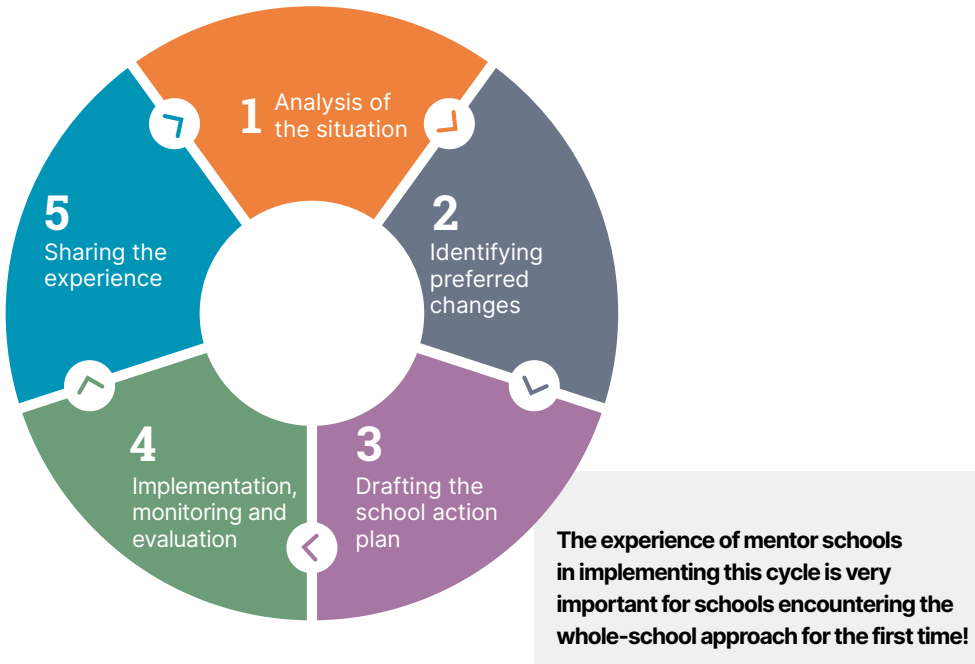 1 Analysis of
the situation
2
Identifying
preferred
changes
3
Drafting the
school action
plan
4
Implementation,
monitoring and
evaluation
5
Sharing the
experience
The experience of mentor schools
in implementing this cycle is very
important for schools encountering the
whole-school approach for the first time!